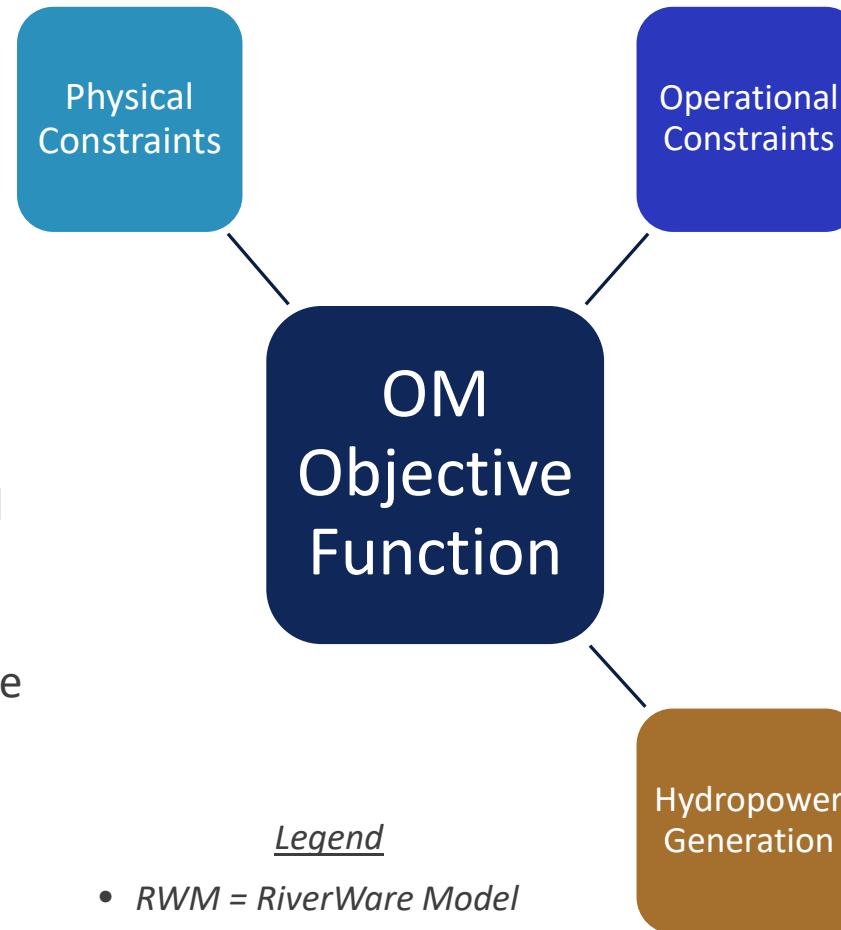 Physical
Constraints
Operational
Constraints
OM
Objective
Function
Hydropower
Generation
Legend
• RWM = RiverWare Model